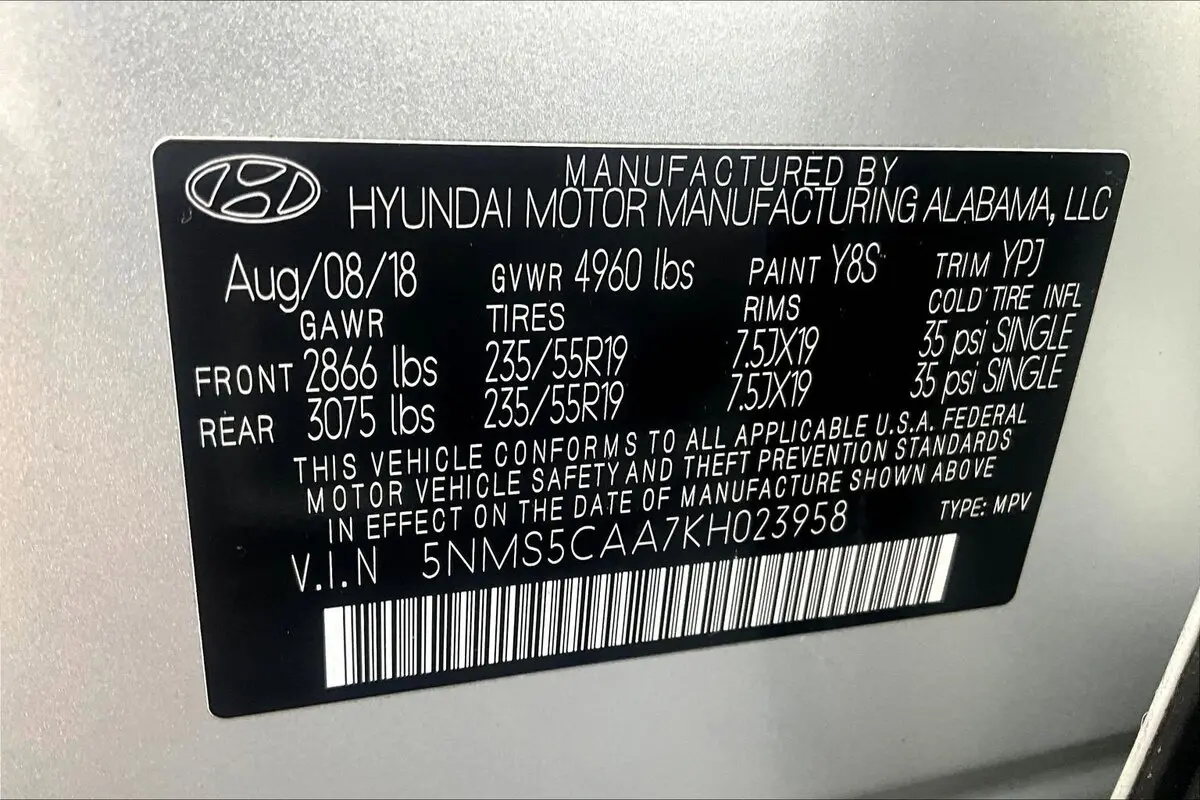 MANUFACTURED BY
HYUNDAI MOTOR MANUFACTURING ALABAMA, LLC
Aug/08/18 GVWR 4960 lbs PAINT Y8S TRIM YPJ
GAWR TIRES RIMS COLD TIRE INFL
FRONT 2866 lbs 235/55R19 7.5JX19 35 psi SINGLE
REAR 3075 lbs 235/55R19 7.5JX19 35 psi SINGLE
THIS VEHICLE CONFORMS TO ALL APPLICABLE U.S.A. FEDERAL
MOTOR VEHICLE SAFETY AND THEFT PREVENTION STANDARDS
IN EFFECT ON THE DATE OF MANUFACTURE SHOWN ABOVE
V.I.N 5NMS5CAA7KH023958 TYPE: MPV